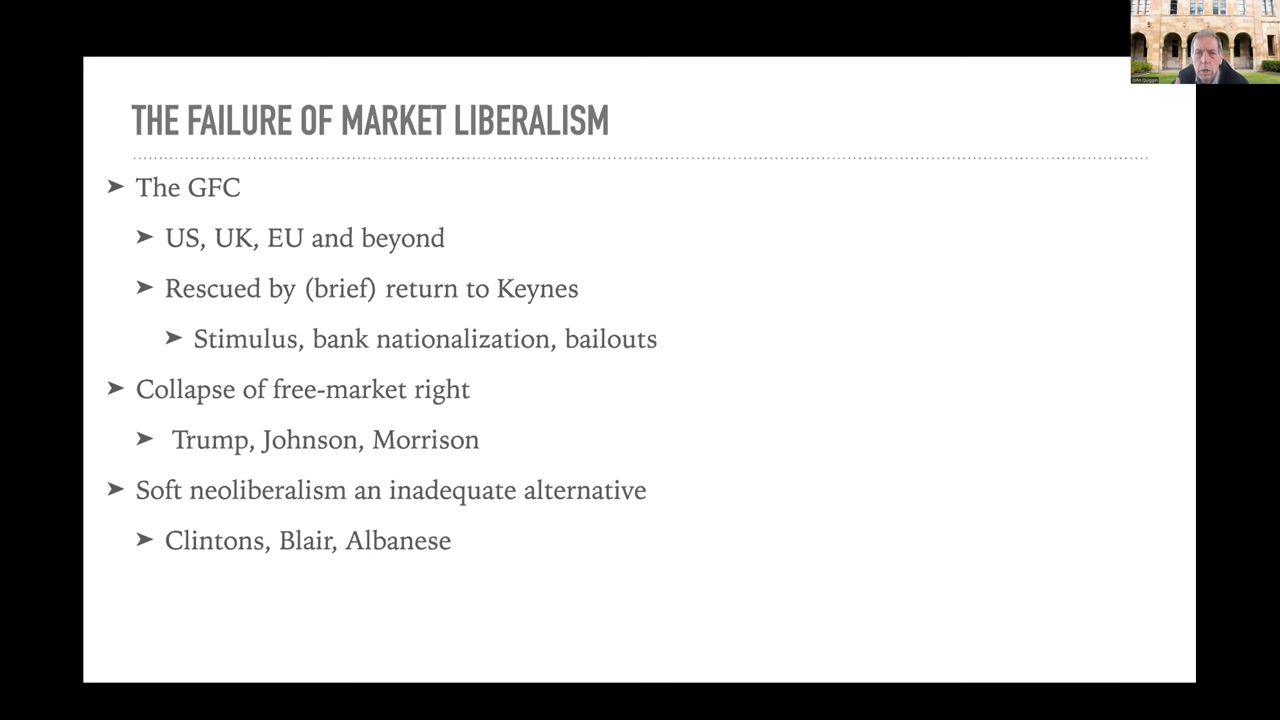 THE FAILURE OF MARKET LIBERALISM
➤ The GFC
➤ US, UK, EU and beyond
➤ Rescued by (brief) return to Keynes
➤ Stimulus, bank nationalization, bailouts
➤ Collapse of free-market right
➤ Trump, Johnson, Morrison
➤ Soft neoliberalism an inadequate alternative
➤ Clintons, Blair, Albanese
John Quiggin